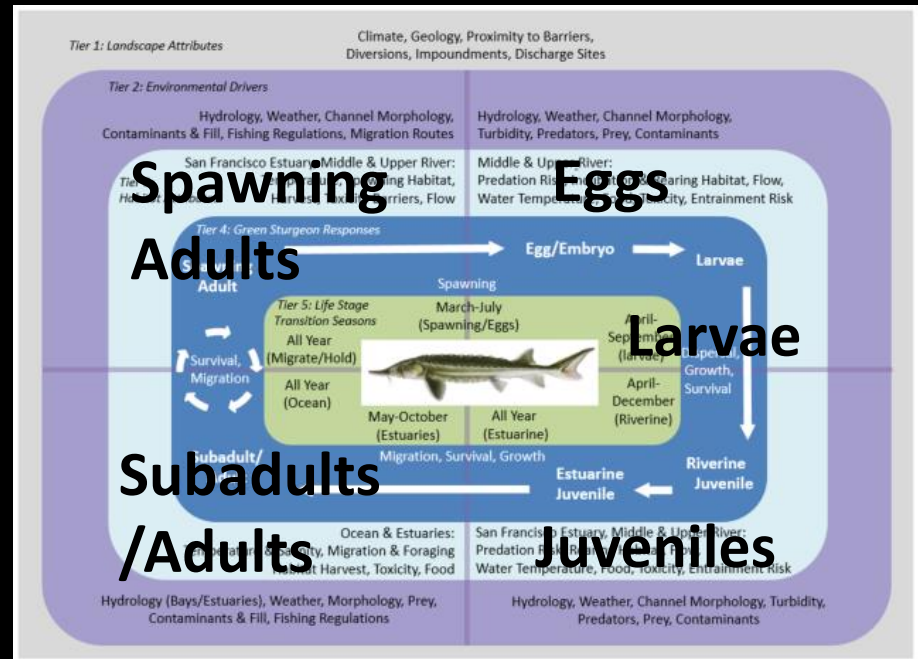 Tier 1: Landscape Attributes
Climate, Geology, Proximity to Barriers,
Diversions, Impoundments, Discharge Sites
Tier 2: Environmental Drivers
Hydrology, Weather, Channel Morphology,
Contaminants & Fill, Fishing Regulations, Migration Routes
Hydrology, Weather, Channel Morphology,
Turbidity, Predators, Prey, Contaminants
San Francisco Estuary, Middle & Upper River:
Habitat,
Harvest, Barriers, Flow
Middle & Upper River:
Predation Habitat, Flow,
Water Temperature, Entrainment Risk
Spawning
Adults
Eggs
Tier 4: Green Sturgeon Responses
Adult
Egg/Embryo
Larvae
Spawning
Tier 5: Life Stage
Transition Seasons
March-July
(Spawning/Eggs)
All Year
(Migrate/Hold)
April-
(larvae)
Larvae
Growth,
Survival
Survival,
Migration
All Year
(Ocean)
May-October
(Estuaries)
All Year
(Estuarine)
April-
December
(Riverine)
Migration, Survival, Growth
Subadult/
Estuarine
Juvenile
Riverine
Juvenile
Subadults
/Adults
Juveniles
Ocean & Estuaries:
Migration & Foraging
Harvest, Toxicity, Food
San Francisco Estuary, Middle & Upper River:
Predation
Water Temperature, Food, Toxicity, Entrainment Risk
Hydrology (Bays/Estuaries), Weather, Morphology, Prey,
Contaminants & Fill, Fishing Regulations
Hydrology, Weather, Channel Morphology, Turbidity,
Predators, Prey, Contaminants